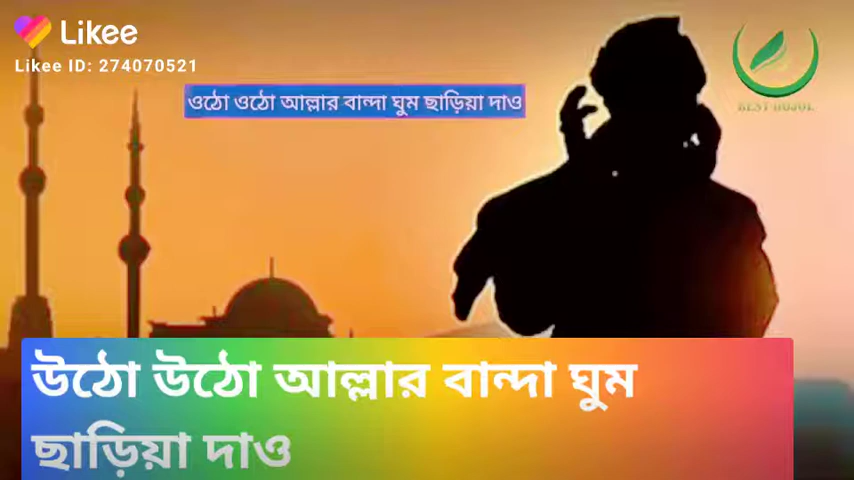 Likee
Likee ID: 274070521
ওঠো ওঠো আল্লার বান্দা ঘুম ছাড়িয়া দাও
উঠো উঠো আল্লার বান্দা ঘুম
ছাড়িয়া দাও